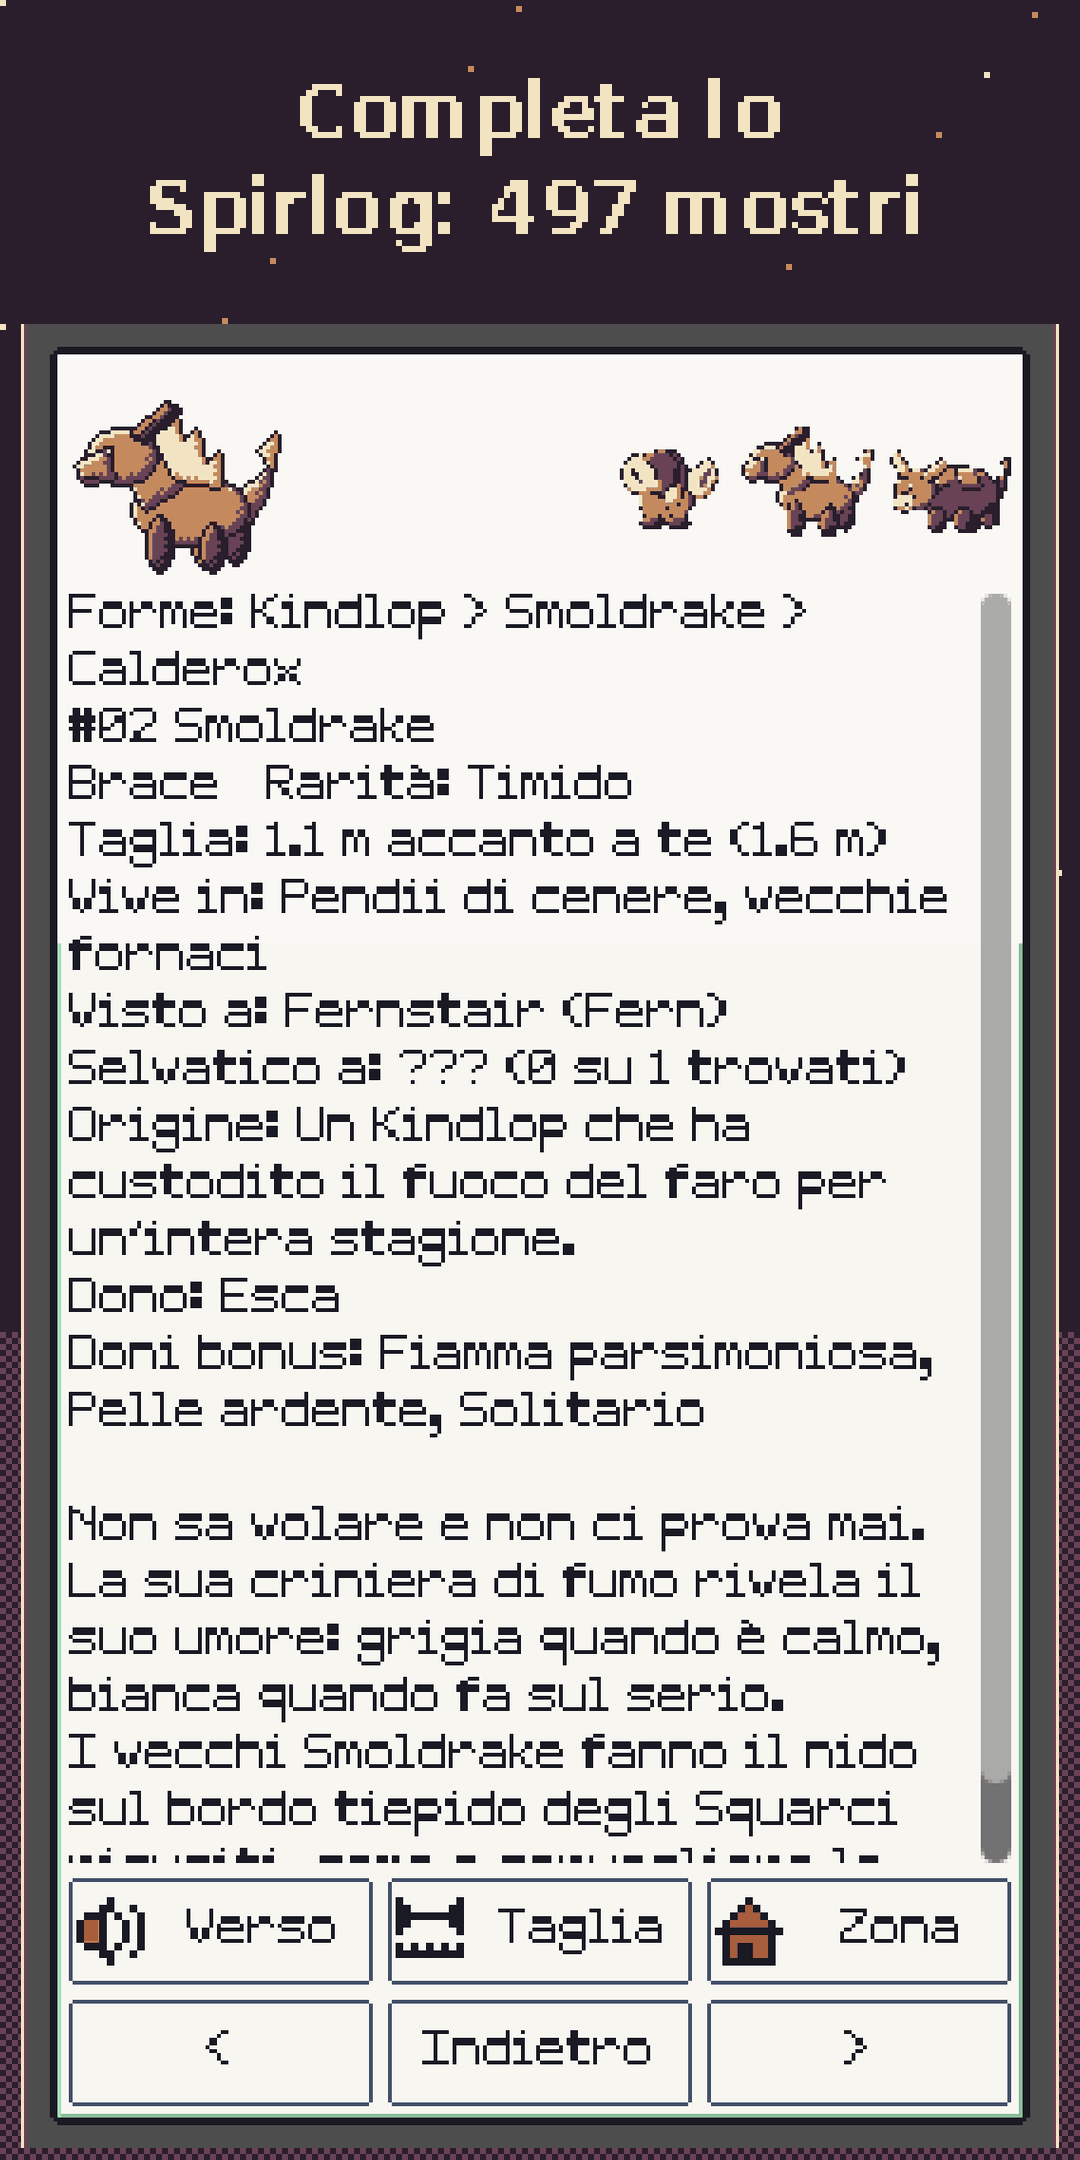 Completa lo
Spirlog: 497 mostri
Forme: Kindlop > Smoldrake >
Calderox
#02 Smoldrake
Brace Rarità: Timido
Taglia: 1.1 m accanto a te (1.6 m)
Vive in: Pendii di cenere, vecchie
fornaci
Visto a: Fernstair (Fern)
Selvatico a: ??? (0 su 1 trovati)
Origine: Un Kindlop che ha
custodito il fuoco del faro per
un'intera stagione.
Dono: Esca
Doni bonus: Fiamma parsimoniosa,
Pelle ardente, Solitario
Non sa volare e non ci prova mai.
La sua criniera di fumo rivela il
suo umore: grigia quando è calmo,
bianca quando fa sul serio.
I vecchi Smoldrake fanno il nido
sul bordo tiepido degli Squarci
Verso
Taglia
Zona
<
Indietro
>